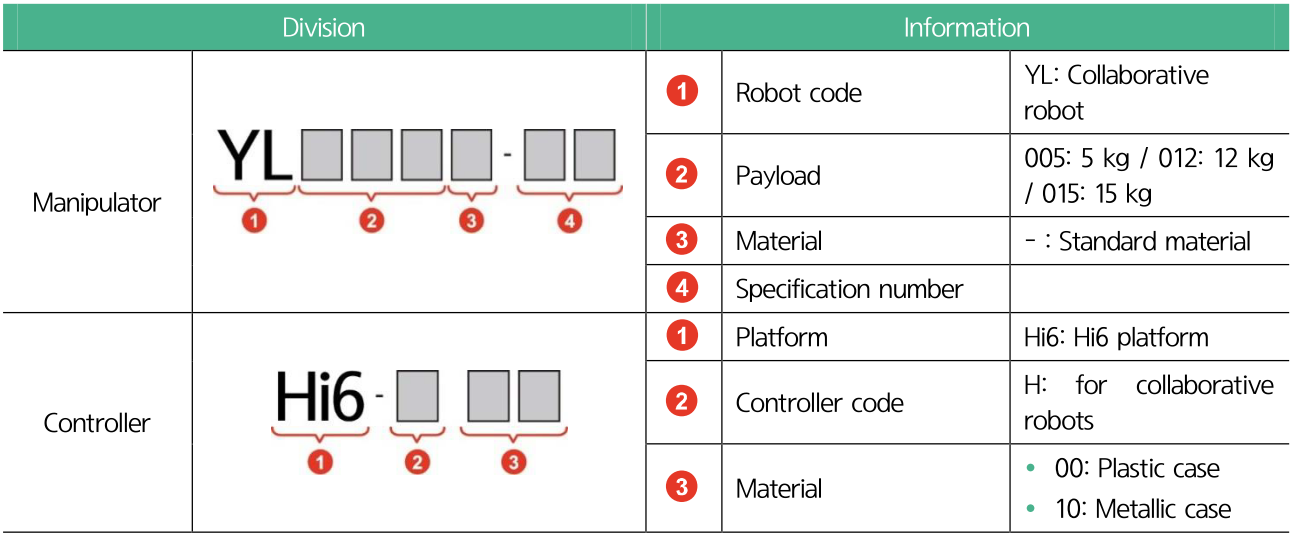 Division
Information
Manipulator
YL -
1 2 3 4
1
Robot code
YL: Collaborative
robot
2
Payload
005: 5 kg / 012: 12 kg
/ 015: 15 kg
3
Material
- : Standard material
4
Specification number
Controller
Hi6 -
1 2 3
1
Platform
Hi6: Hi6 platform
2
Controller code
H: for collaborative
robots
3
Material
• 00: Plastic case
• 10: Metallic case